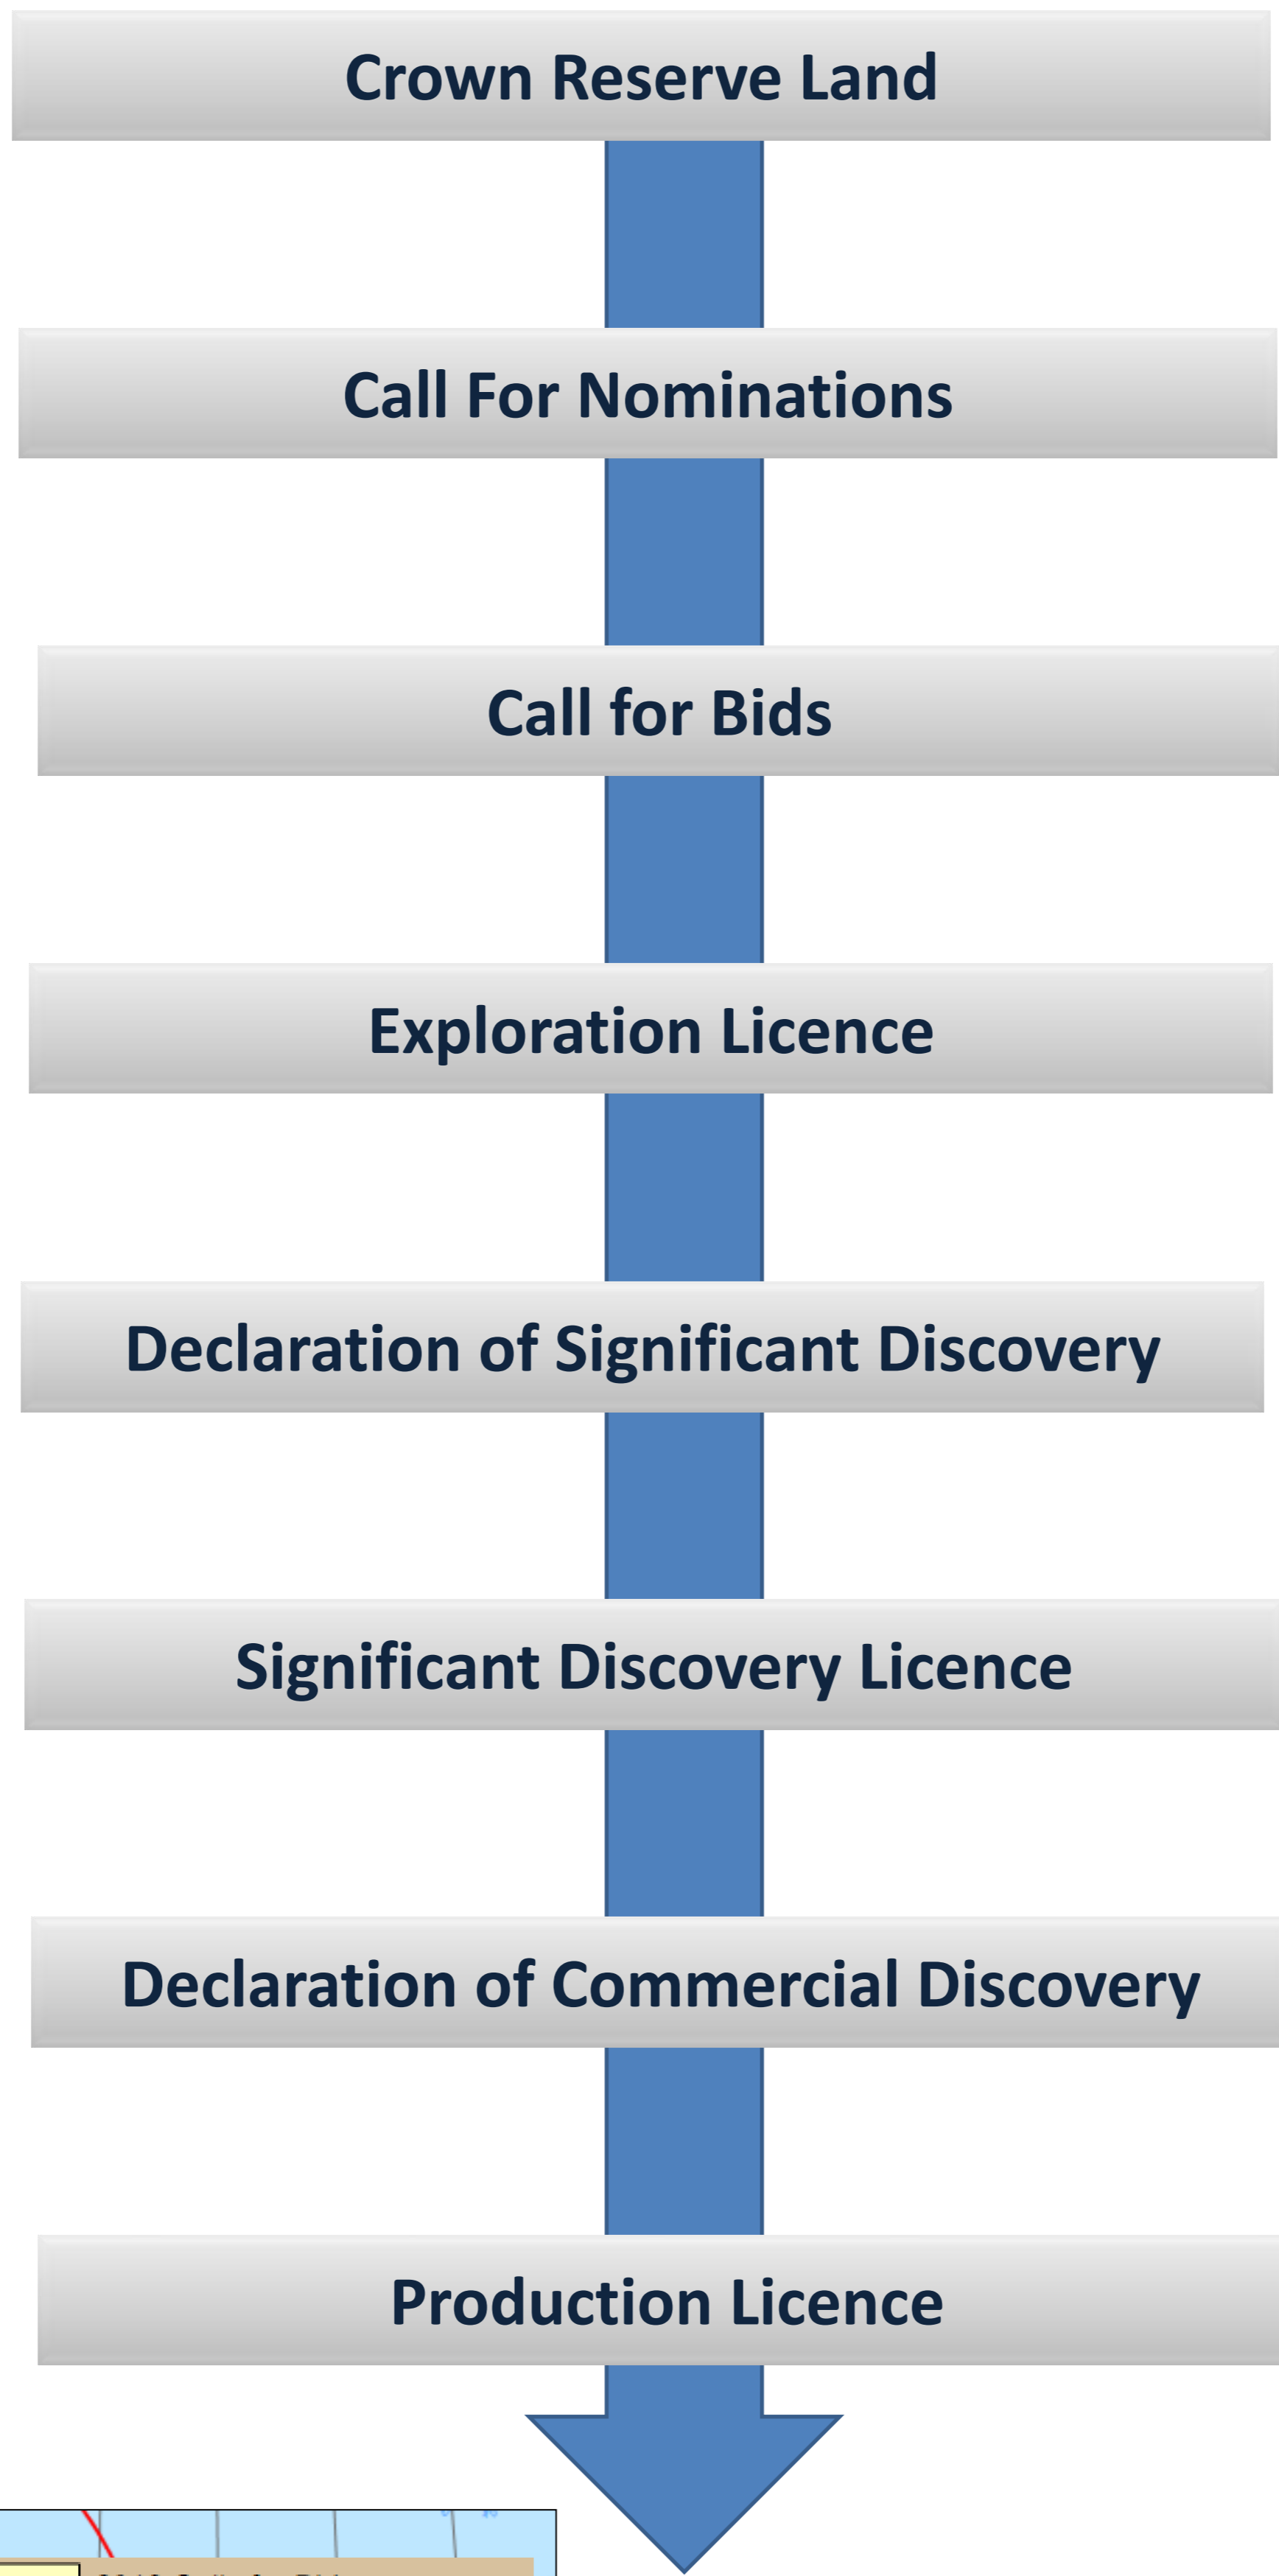 Crown Reserve Land
Call For Nominations
Call for Bids
Exploration Licence
Declaration of Significant Discovery
Significant Discovery Licence
Declaration of Commercial Discovery
Production Licence